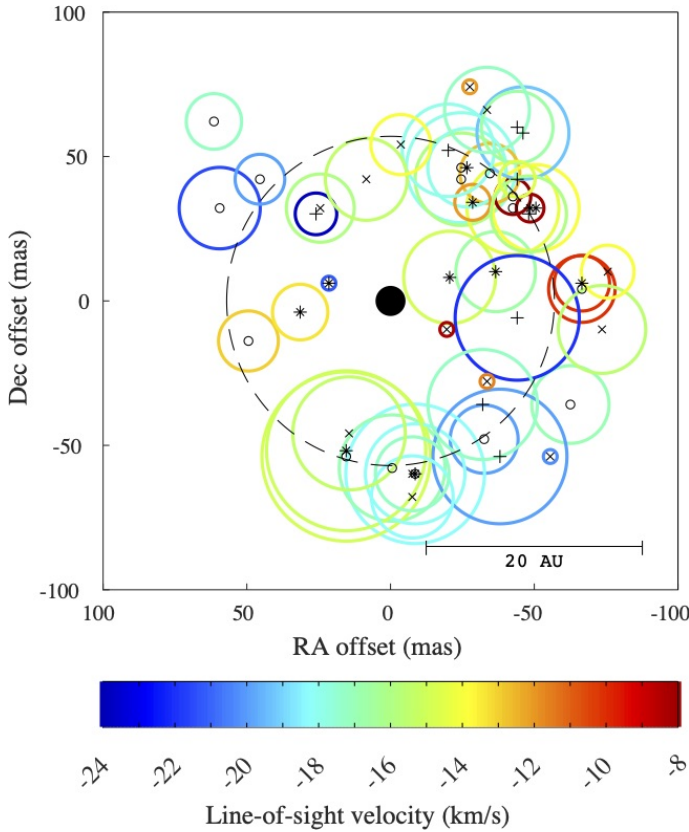 100
50
Dec offset (mas)
0
-50
20 AU
-100
100 50 0 -50 -100
RA offset (mas)
-24 -22 -20 -18 -16 -14 -12 -10 -8
Line-of-sight velocity (km/s)